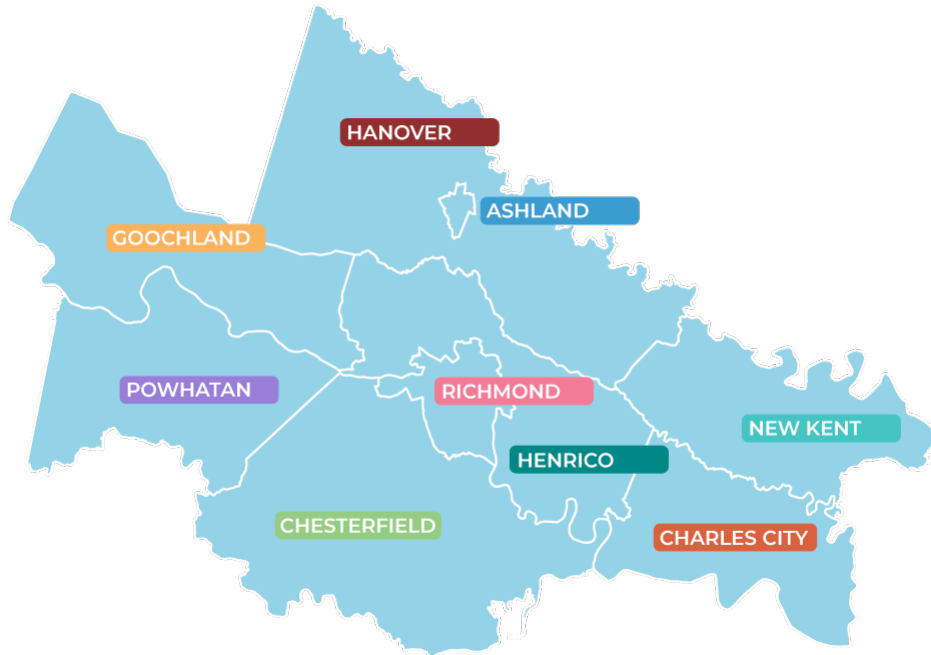 HANOVER
ASHLAND
GOOCHLAND
POWHATAN
RICHMOND
NEW KENT
HENRICO
CHESTERFIELD
CHARLES CITY